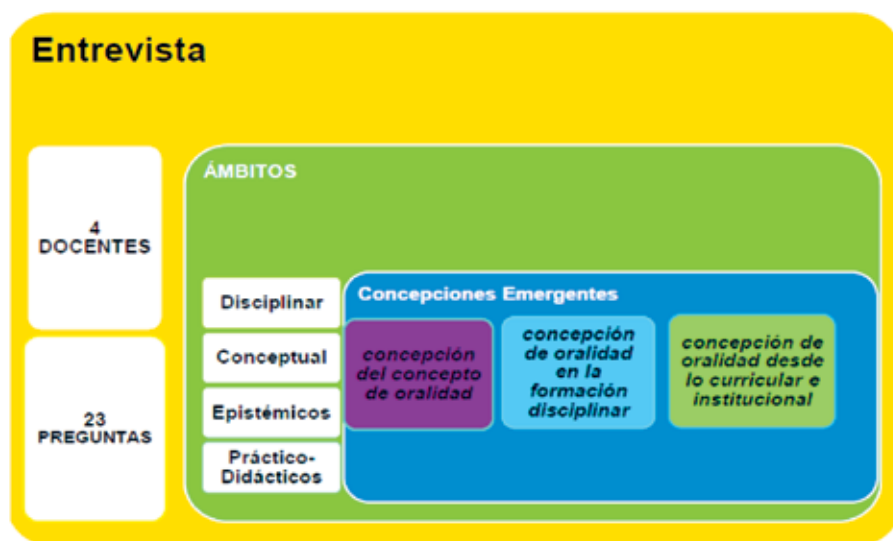 Entrevista
4
DOCENTES
23
PREGUNTAS
ÁMBITOS
Disciplinar
Conceptual
Epistémicos
Práctico-
Didácticos
Concepciones Emergentes
concepción
del concepto
de oralidad
concepción
de oralidad
en la
formación
disciplinar
concepción de
oralidad desde
lo curricular e
institucional